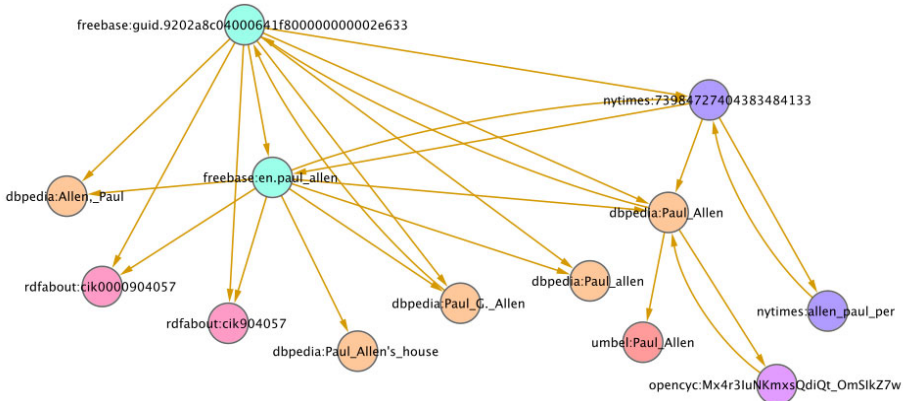 freebase:guid.9202a8c04000641f800000000002e633
nytimes:73984727404383484133
freebase:en.paul_allen
dbpedia:Allen,_Paul
dbpedia:Paul_Allen
dbpedia:Paul_allen
rdfabout:cik0000904057
dbpedia:Paul_G._Allen
nytimes:allen_paul_per
rdfabout:cik904057
umbel:Paul_Allen
dbpedia:Paul_Allen's_house
opencyc:Mx4r3IuNKmxsQdiQt_OmSIkZ7w